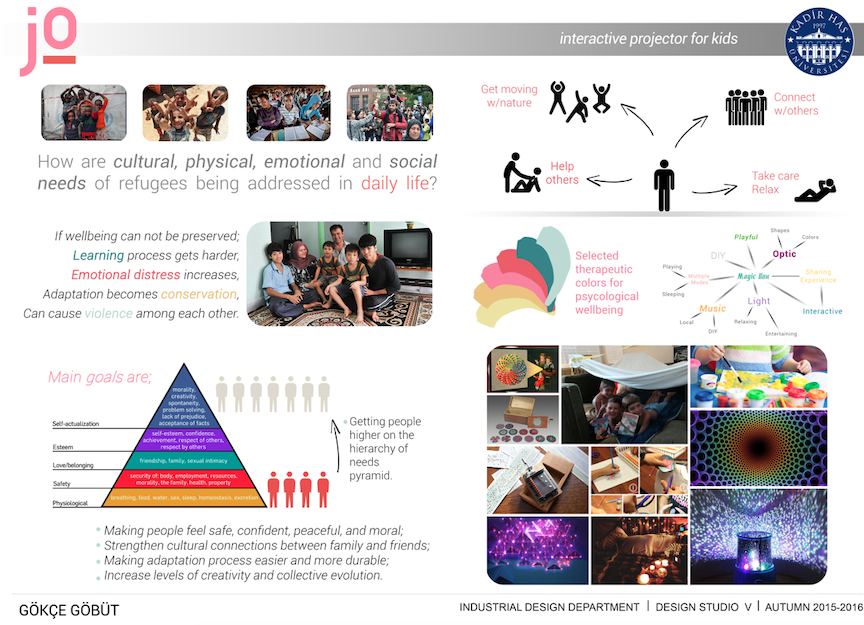 jo
interactive projector for kids
KADİR HAS
1997
ÜNİVERSİTESİ
How are cultural, physical, emotional and social
needs of refugees being addressed in daily life?
If wellbeing can not be preserved;
Learning process gets harder,
Emotional distress increases,
Adaptation becomes conservation,
Can cause violence among each other.
Main goals are;
morality,
creativity,
spontaneity,
problem solving,
lack of prejudice,
acceptance of facts
Self-actualization
self-esteem, confidence,
achievement, respect of others,
respect by others
Esteem
friendship, family, sexual intimacy
Love/belonging
security of: body, employment, resources,
morality, the family, health, property
Safety
breathing, food, water, sex, sleep, homeostasis, excretion
Physiological
Getting people
higher on the
hierarchy of
needs
pyramid.
Making people feel safe, confident, peaceful, and moral;
Strengthen cultural connections between family and friends;
Making adaptation process easier and more durable;
Increase levels of creativity and collective evolution.
Get moving
w/nature
Connect
w/others
Help
others
Take care
Relax
Selected
therapeutic
colors for
psycological
wellbeing
Playful
Shapes
Colors
DIY
Optic
Playing
Multiple
Modes
Sleeping
Magic Box
Sharing
Experience
Music
Light
Interactive
Local
DIY
Relaxing
Entertaining
GÖKÇE GÖBÜT
INDUSTRIAL DESIGN DEPARTMENT | DESIGN STUDIO V | AUTUMN 2015-2016